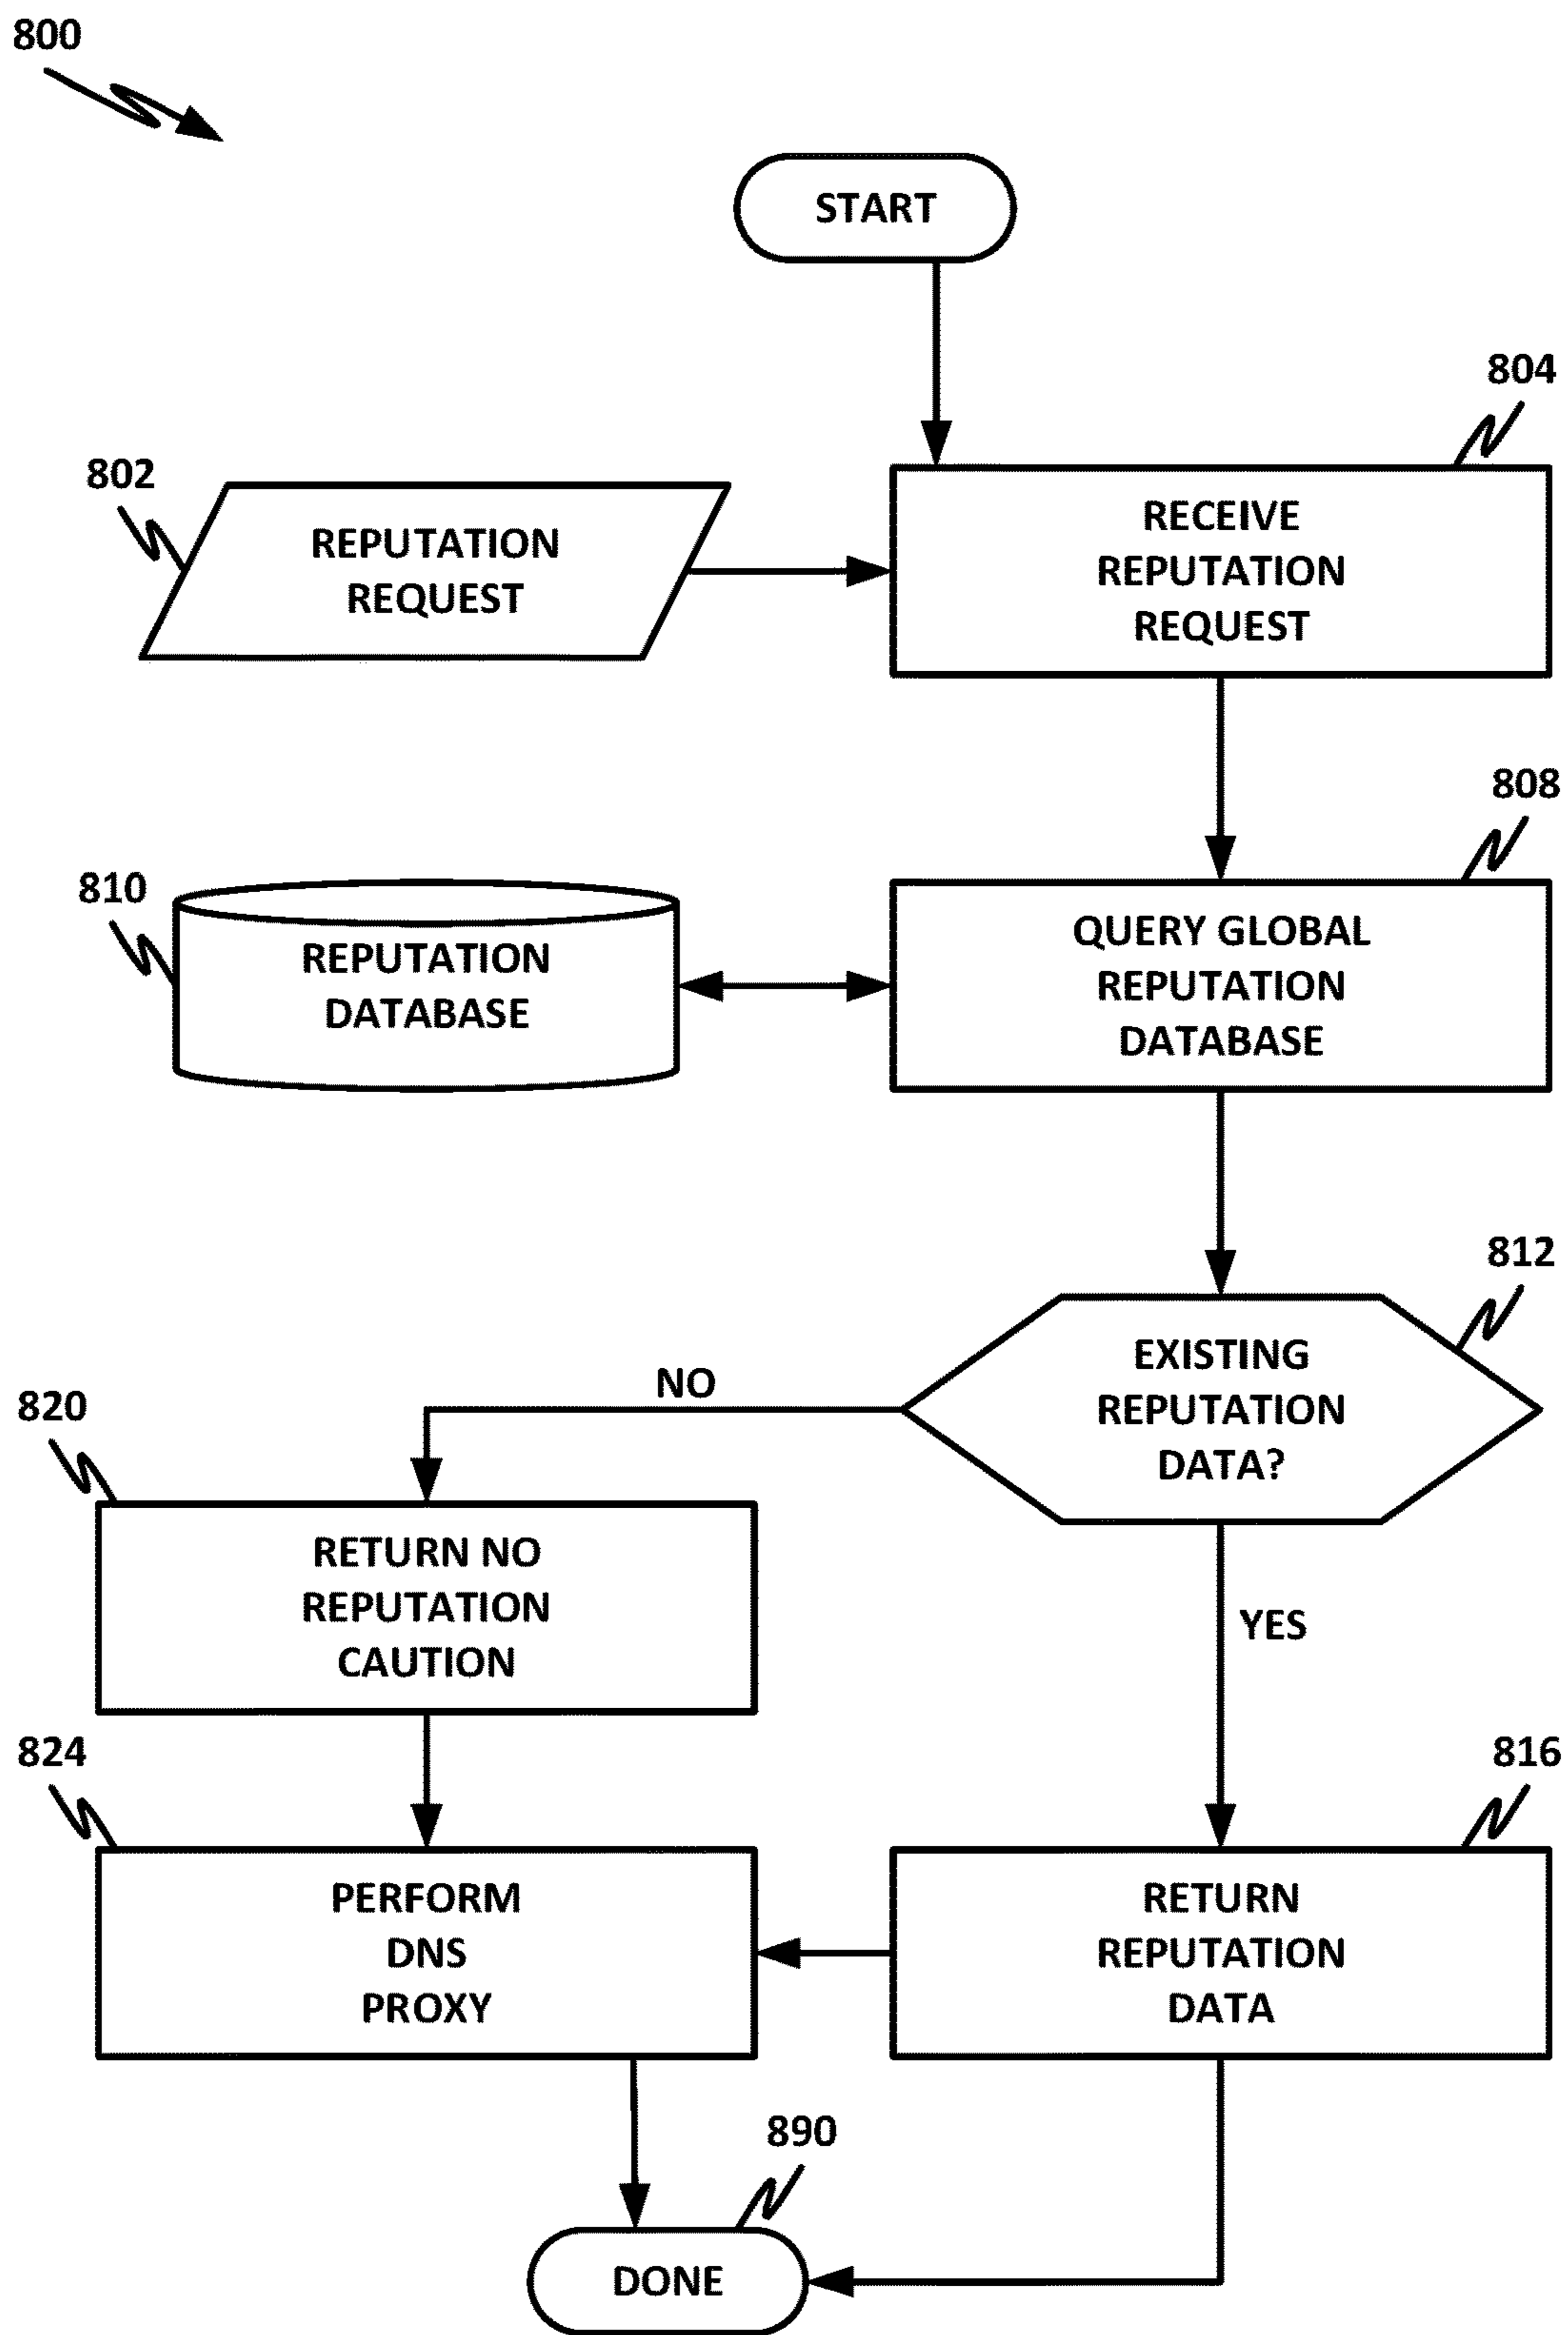 800
START
804
802
REPUTATION
REQUEST
RECEIVE
REPUTATION
REQUEST
808
810
REPUTATION
DATABASE
QUERY GLOBAL
REPUTATION
DATABASE
812
EXISTING
REPUTATION
DATA?
NO
820
RETURN NO
REPUTATION
CAUTION
YES
824
816
PERFORM
DNS
PROXY
RETURN
REPUTATION
DATA
890
DONE